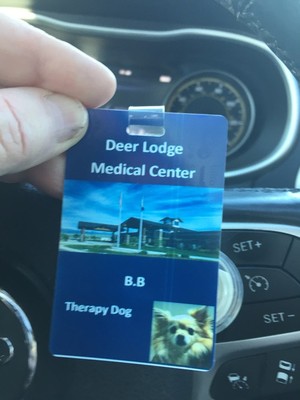 Deer Lodge
Medical Center
B.B
Therapy Dog
SET+
SET−